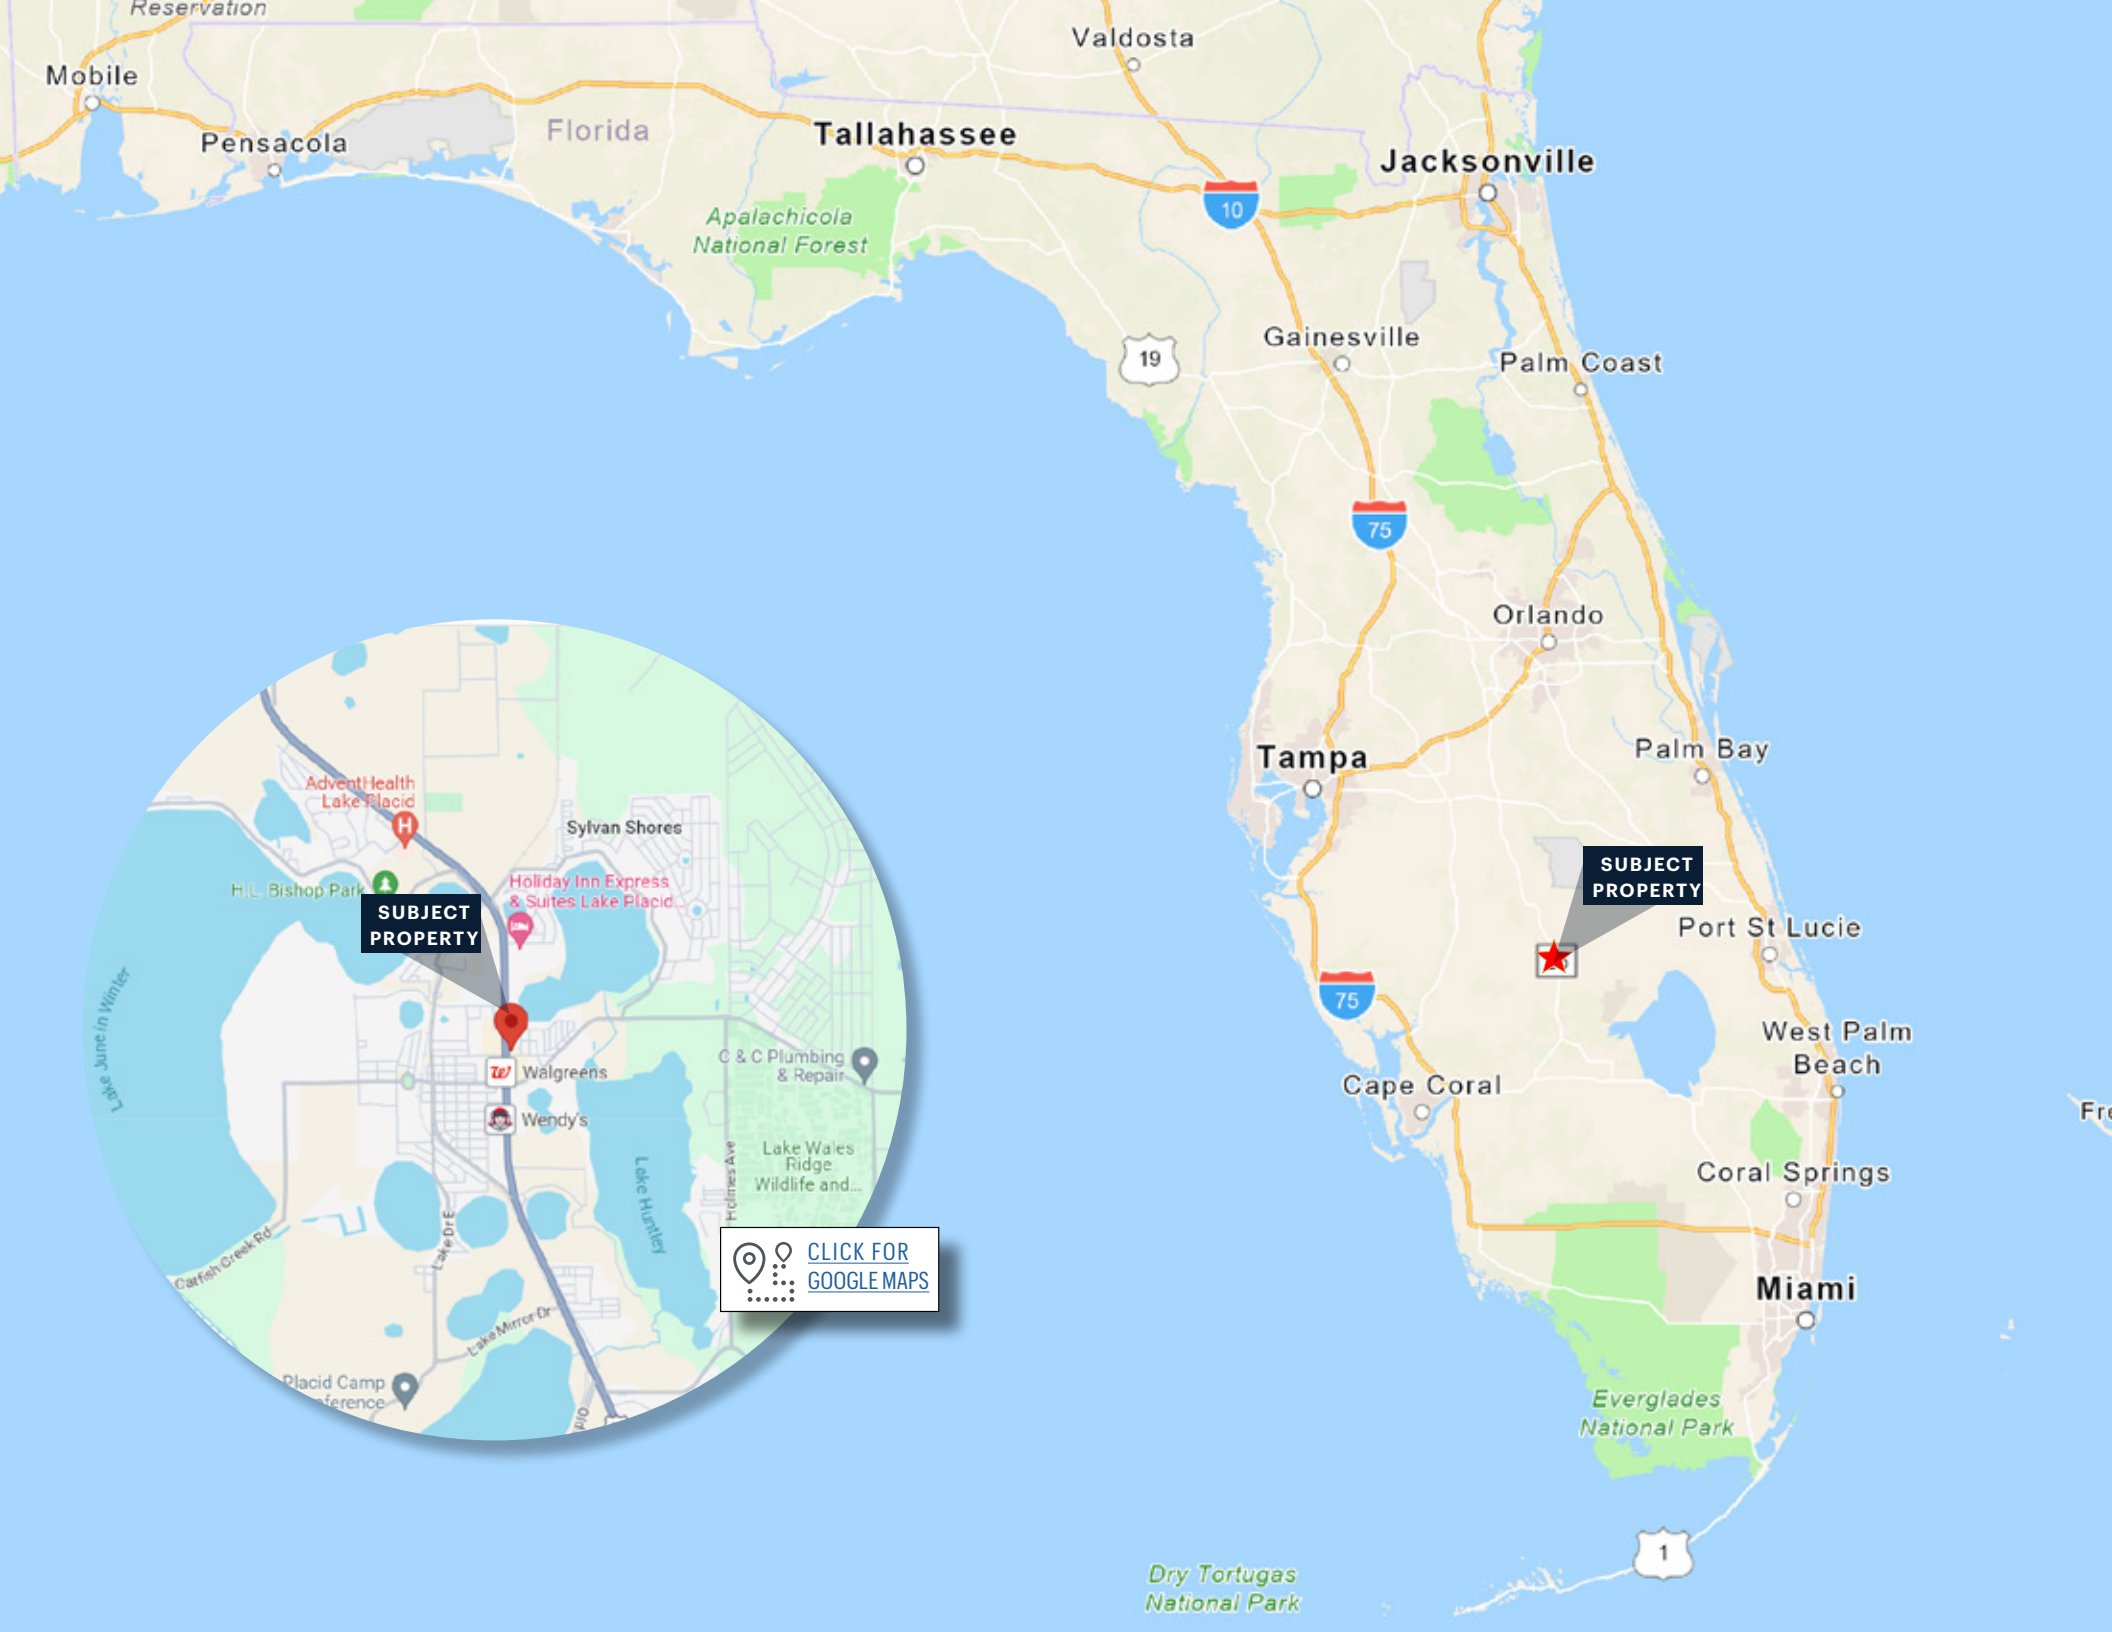 Reservation
Valdosta
Mobile
Pensacola
Florida
Tallahassee
Jacksonville
10
Apalachicola
National Forest
19
Gainesville
Palm Coast
75
Orlando
Tampa
Palm Bay
SUBJECT
PROPERTY
Port St Lucie
75
West Palm
Beach
Cape Coral
Coral Springs
Miami
Everglades
National Park
1
Dry Tortugas
National Park
AdventHealth
Lake Placid
H
Sylvan Shores
H.L. Bishop Park
Holiday Inn Express
& Suites Lake Placid...
SUBJECT
PROPERTY
Lake June in Winter
W
Walgreens
C & C Plumbing
& Repair
Wendy's
Lake Wales
Ridge
Wildlife and...
Holmes Ave
Lake Huntley
Lake Dr E
Catfish Creek Rd
Lake Mirror Dr
Placid Camp
Old
CLICK FOR
GOOGLE MAPS